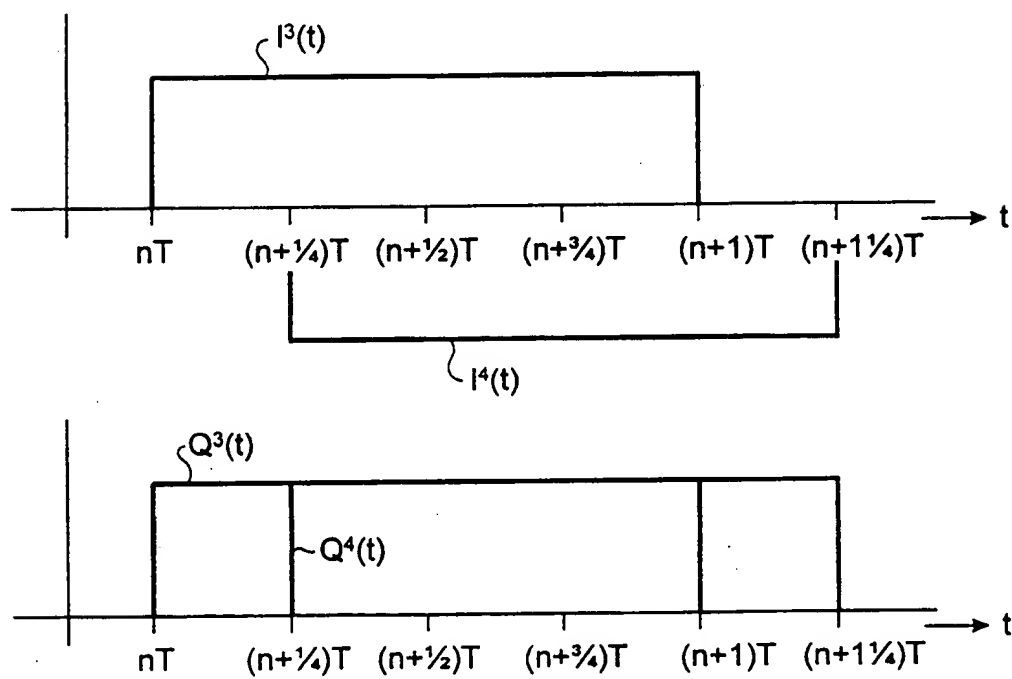 I³(t)
t
nT (n+¼)T (n+½)T (n+¾)T (n+1)T (n+1¼)T
I⁴(t)
Q³(t)
Q⁴(t)
t
nT (n+¼)T (n+½)T (n+¾)T (n+1)T (n+1¼)T